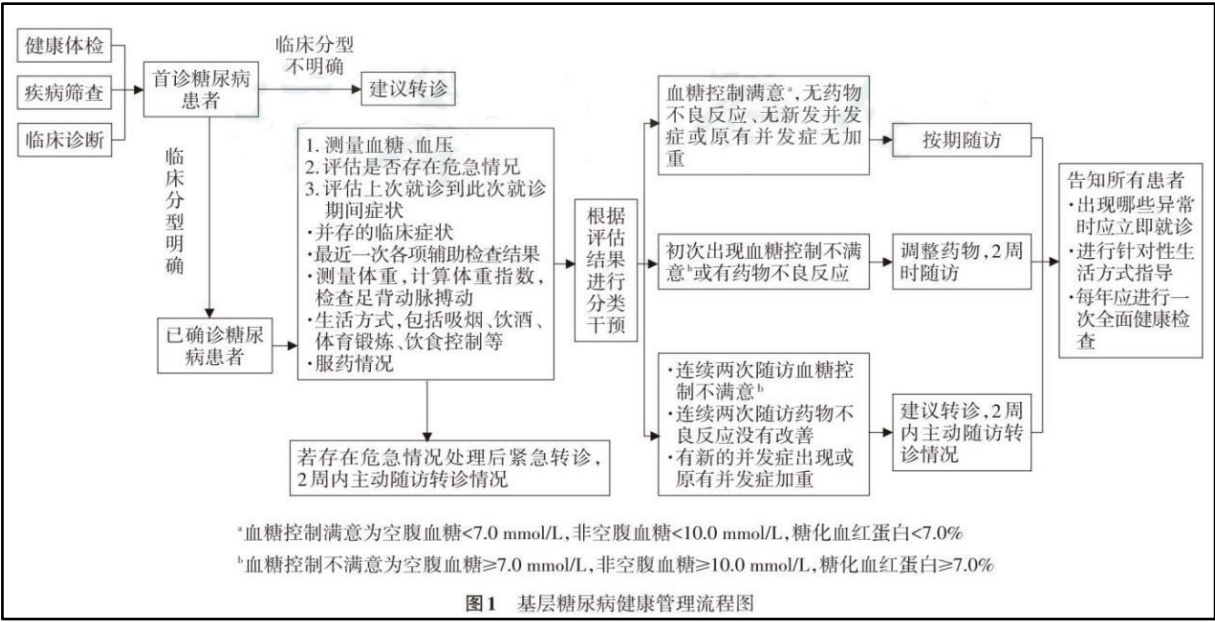 健康体检
疾病筛查
临床诊断
首诊糖尿病
患者
临床分型
不明确
建议转诊
临床分型明确
已确诊糖尿
病患者
1. 测量血糖、血压
2. 评估是否存在危急情兄
3. 评估上次就诊到此次就诊
期间症状
·并存的临床症状
·最近一次各项辅助检查结果
·测量体重,计算体重指数,
检查足背动脉搏动
·生活方式,包括吸烟、饮酒、
体育锻炼、饮食控制等
·服药情况
若存在危急情况处理后紧急转诊,
2周内主动随访转诊情况
根据
评估
结果
进行
分类
干预
血糖控制满意a,无药物
不良反应、无新发并发
症或原有并发症无加
重
按期随访
初次出现血糖控制不满
意b或有药物不良反应
调整药物,2周
时随访
·连续两次随访血糖控
制不满意b
·连续两次随访药物不
良反应没有改善
·有新的并发症出现或
原有并发症加重
建议转诊,2周
内主动随访转
诊情况
告知所有患者
·出现哪些异常
时应立即就诊
·进行针对性生
活方式指导
·每年应进行一
次全面健康检
查
a血糖控制满意为空腹血糖<7.0 mmol/L,非空腹血糖<10.0 mmol/L,糖化血红蛋白<7.0%
b血糖控制不满意为空腹血糖≥7.0 mmol/L,非空腹血糖≥10.0 mmol/L,糖化血红蛋白≥7.0%
图1 基层糖尿病健康管理流程图